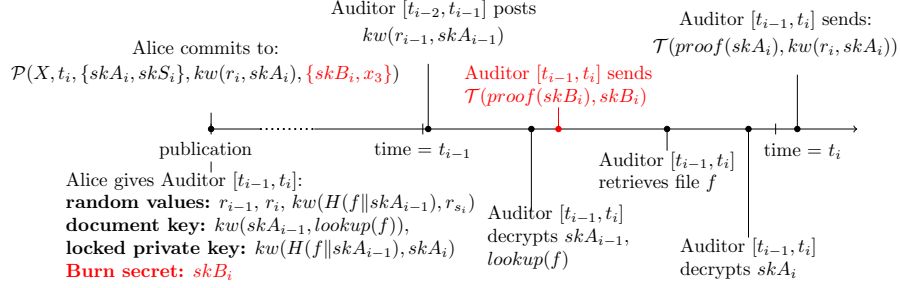 Auditor [t_{i−2}, t_{i−1}] posts
kw(r_{i−1}, skA_{i−1})
Auditor [t_{i−1}, t_i] sends:
T(proof(skA_i), kw(r_i, skA_i))
Alice commits to:
P(X, t_i, {skA_i, skS_i}, kw(r_i, skA_i), {skB_i, x_3})
Auditor [t_{i−1}, t_i] sends
T(proof(skB_i), skB_i)
publication
time = t_{i−1}
time = t_i
Alice gives Auditor [t_{i−1}, t_i]:
random values: r_{i−1}, r_i, kw(H(f‖skA_{i−1}), r_{s_i})
document key: kw(skA_{i−1}, lookup(f)),
locked private key: kw(H(f‖skA_{i−1}), skA_i)
Burn secret: skB_i
Auditor [t_{i−1}, t_i]
decrypts skA_{i−1},
lookup(f)
Auditor [t_{i−1}, t_i]
retrieves file f
Auditor [t_{i−1}, t_i]
decrypts skA_i